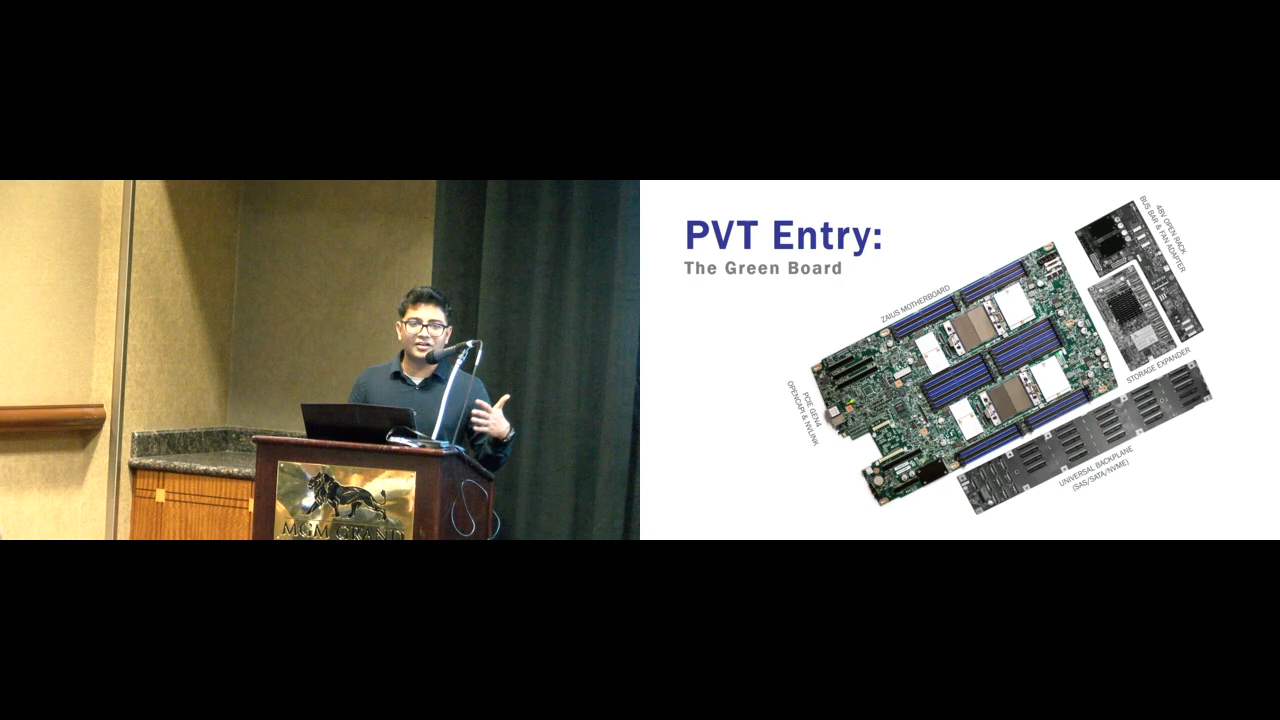 MGM GRAND
PVT Entry:
The Green Board
ZAIUS MOTHERBOARD
48V OPEN RACK
BUS BAR & FAN ADAPTER
PCIE GEN4
OPENCAPI & NVLINK
STORAGE EXPANDER
UNIVERSAL BACKPLANE
(SAS/SATA/NVME)